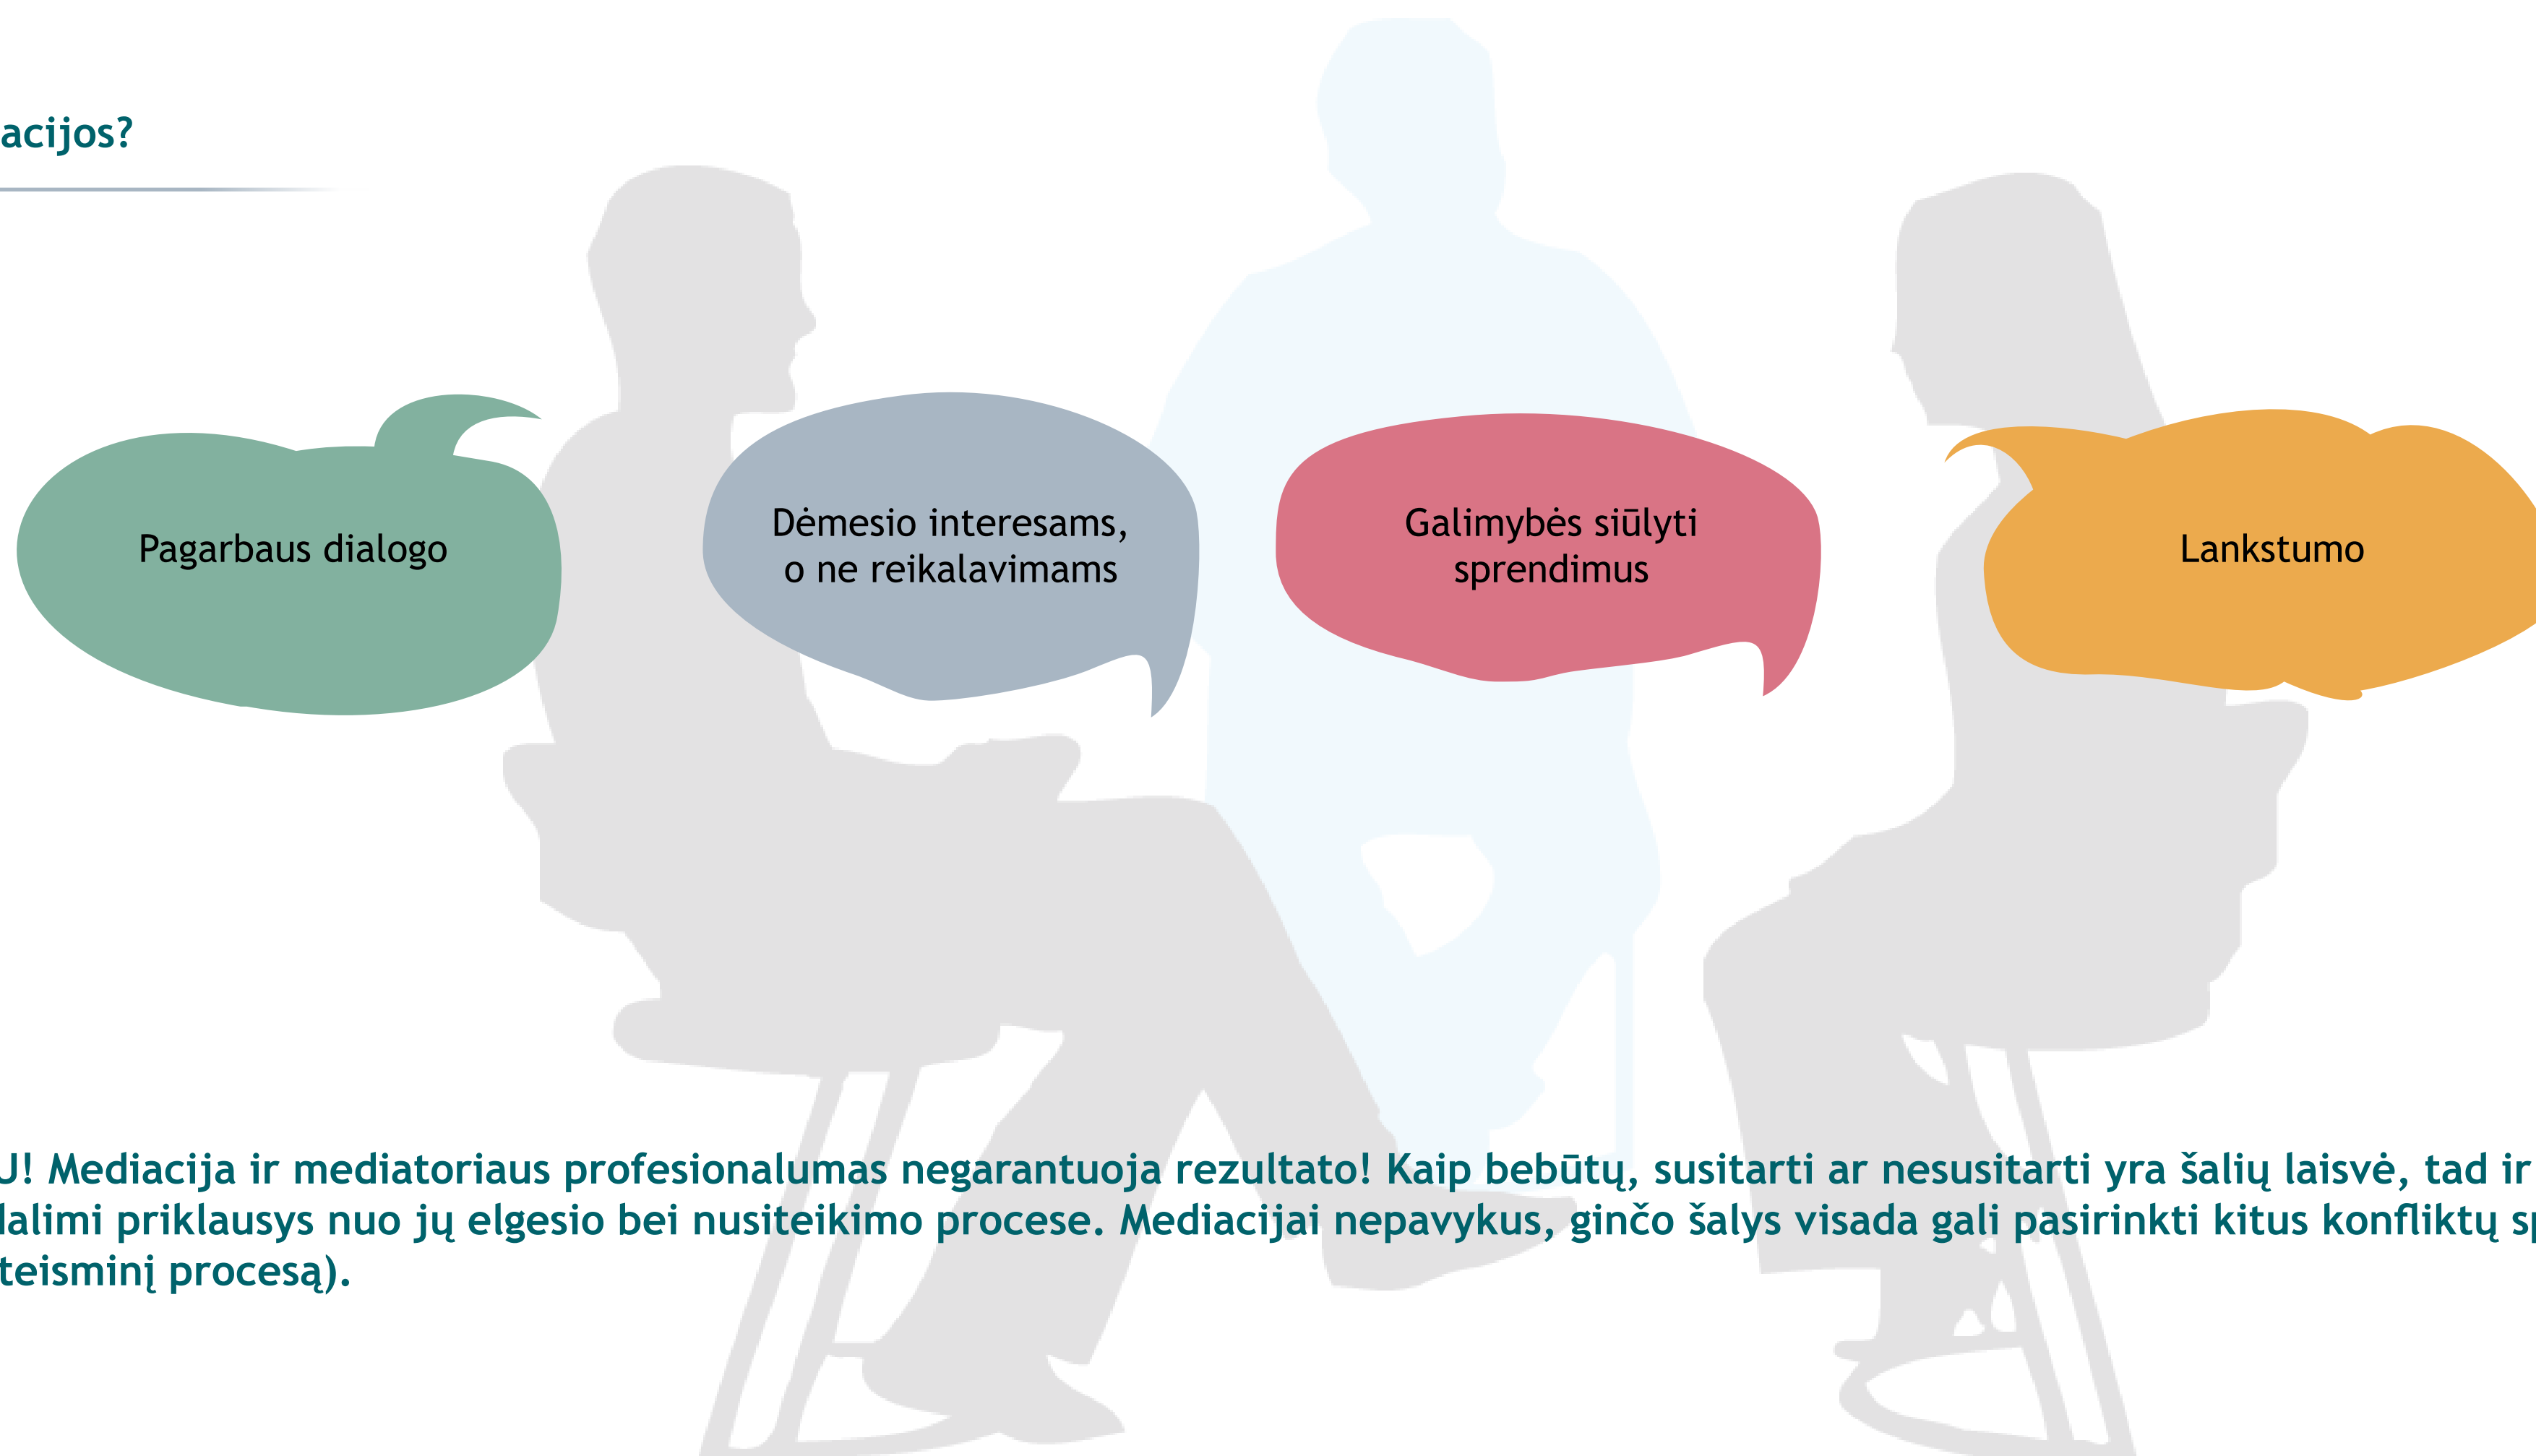 acijos?
Pagarbaus dialogo
Dėmesio interesams,
o ne reikalavimams
Galimybės siūlyti
sprendimus
Lankstumo
U! Mediacija ir mediatoriaus profesionalumas negarantuoja rezultato! Kaip bebūtų, susitarti ar nesusitarti yra šalių laisvė, tad ir
dalimi priklausys nuo jų elgesio bei nusiteikimo procese. Mediacijai nepavykus, ginčo šalys visada gali pasirinkti kitus konfliktų sp
teisminį procesą).